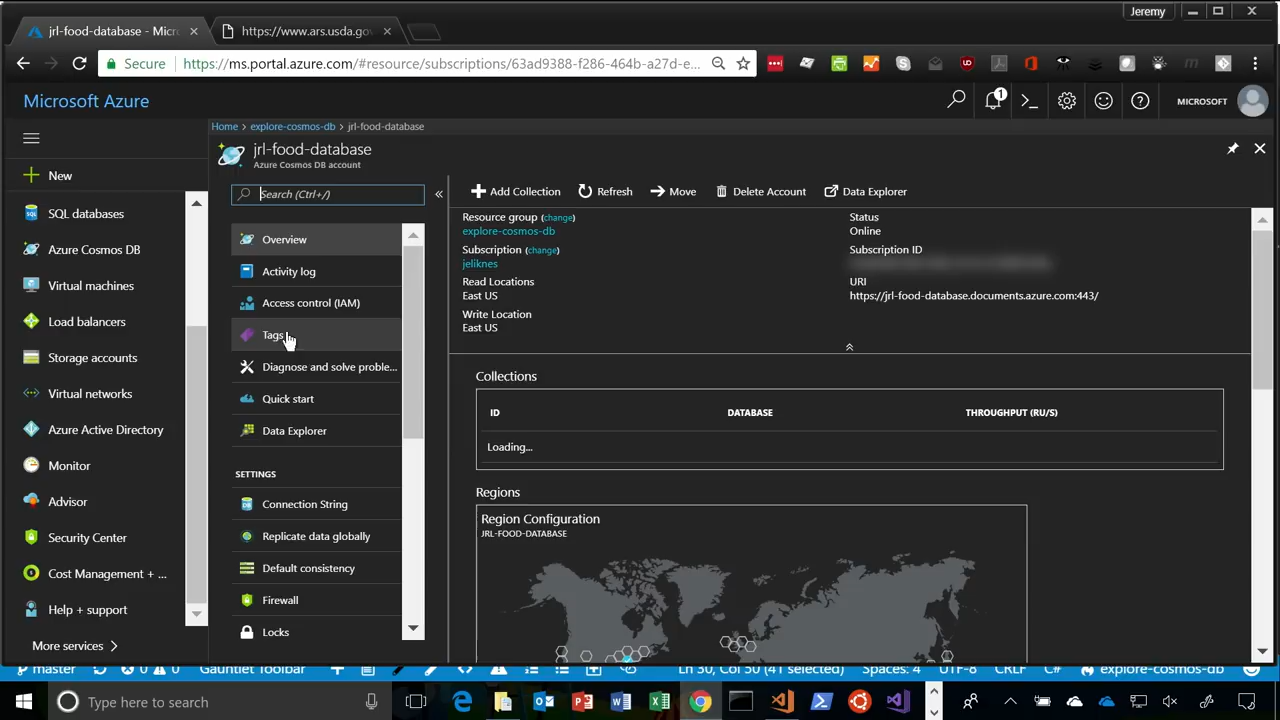 Jeremy
jrl-food-database - Micr
https://www.ars.usda.gov
Secure
https://ms.portal.azure.com/#resource/subscriptions/63ad9388-f286-464b-a27d-e...
Microsoft Azure
1
MICROSOFT
Home > explore-cosmos-db > jrl-food-database
jrl-food-database
Azure Cosmos DB account
New
SQL databases
Azure Cosmos DB
Virtual machines
Load balancers
Storage accounts
Virtual networks
Azure Active Directory
Monitor
Advisor
Security Center
Cost Management + ...
Help + support
More services
Search (Ctrl+/)
Overview
Activity log
Access control (IAM)
Tags
Diagnose and solve proble...
Quick start
Data Explorer
SETTINGS
Connection String
Replicate data globally
Default consistency
Firewall
Locks
Add Collection
Refresh
Move
Delete Account
Data Explorer
Resource group (change)
explore-cosmos-db
Subscription (change)
jeliknes
Read Locations
East US
Write Location
East US
Status
Online
Subscription ID
URI
https://jrl-food-database.documents.azure.com:443/
Collections
ID DATABASE THROUGHPUT (RU/S)
Loading...
Regions
Region Configuration
JRL-FOOD-DATABASE
master 0 0 Gauntlet Toolbar Ln 30, Col 50 (41 selected) Spaces: 4 UTF-8 CRLF C# explore-cosmos-db
Type here to search